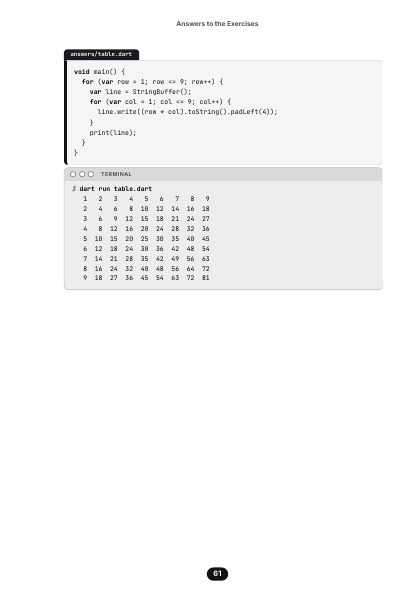 Answers to the Exercises
answers/table.dart
void main() {
  for (var row = 1; row <= 9; row++) {
    var line = StringBuffer();
    for (var col = 1; col <= 9; col++) {
      line.write((row * col).toString().padLeft(4));
    }
    print(line);
  }
}
TERMINAL
$ dart run table.dart
   1   2   3   4   5   6   7   8   9
   2   4   6   8  10  12  14  16  18
   3   6   9  12  15  18  21  24  27
   4   8  12  16  20  24  28  32  36
   5  10  15  20  25  30  35  40  45
   6  12  18  24  30  36  42  48  54
   7  14  21  28  35  42  49  56  63
   8  16  24  32  40  48  56  64  72
   9  18  27  36  45  54  63  72  81
61